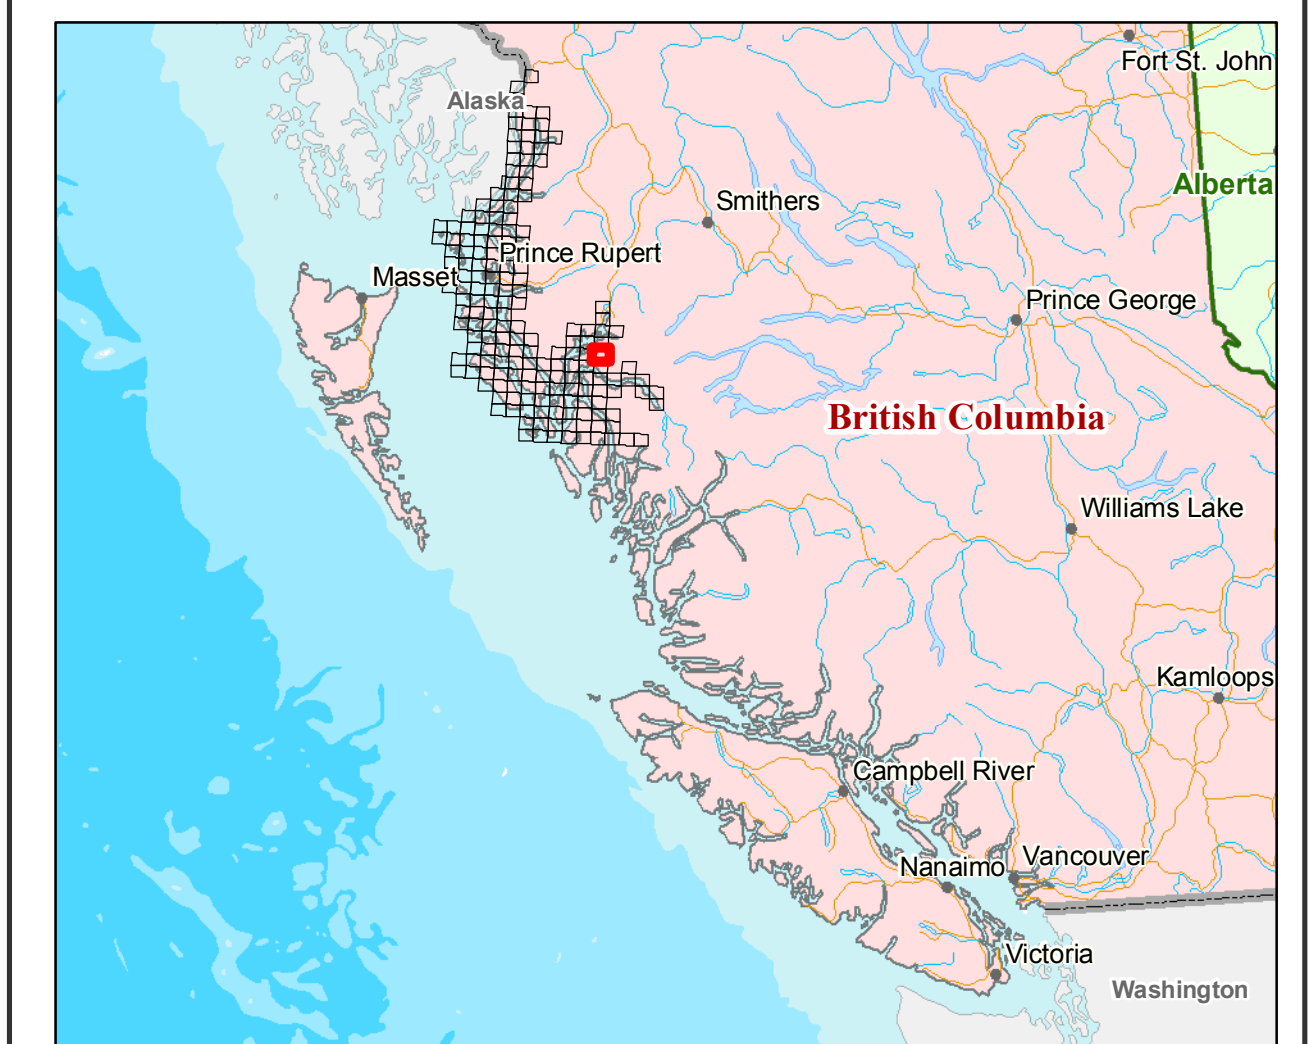 Fort St. John
Alaska
Alberta
Smithers
Prince Rupert
Masset
Prince George
British Columbia
Williams Lake
Kamloops
Campbell River
Vancouver
Nanaimo
Victoria
Washington